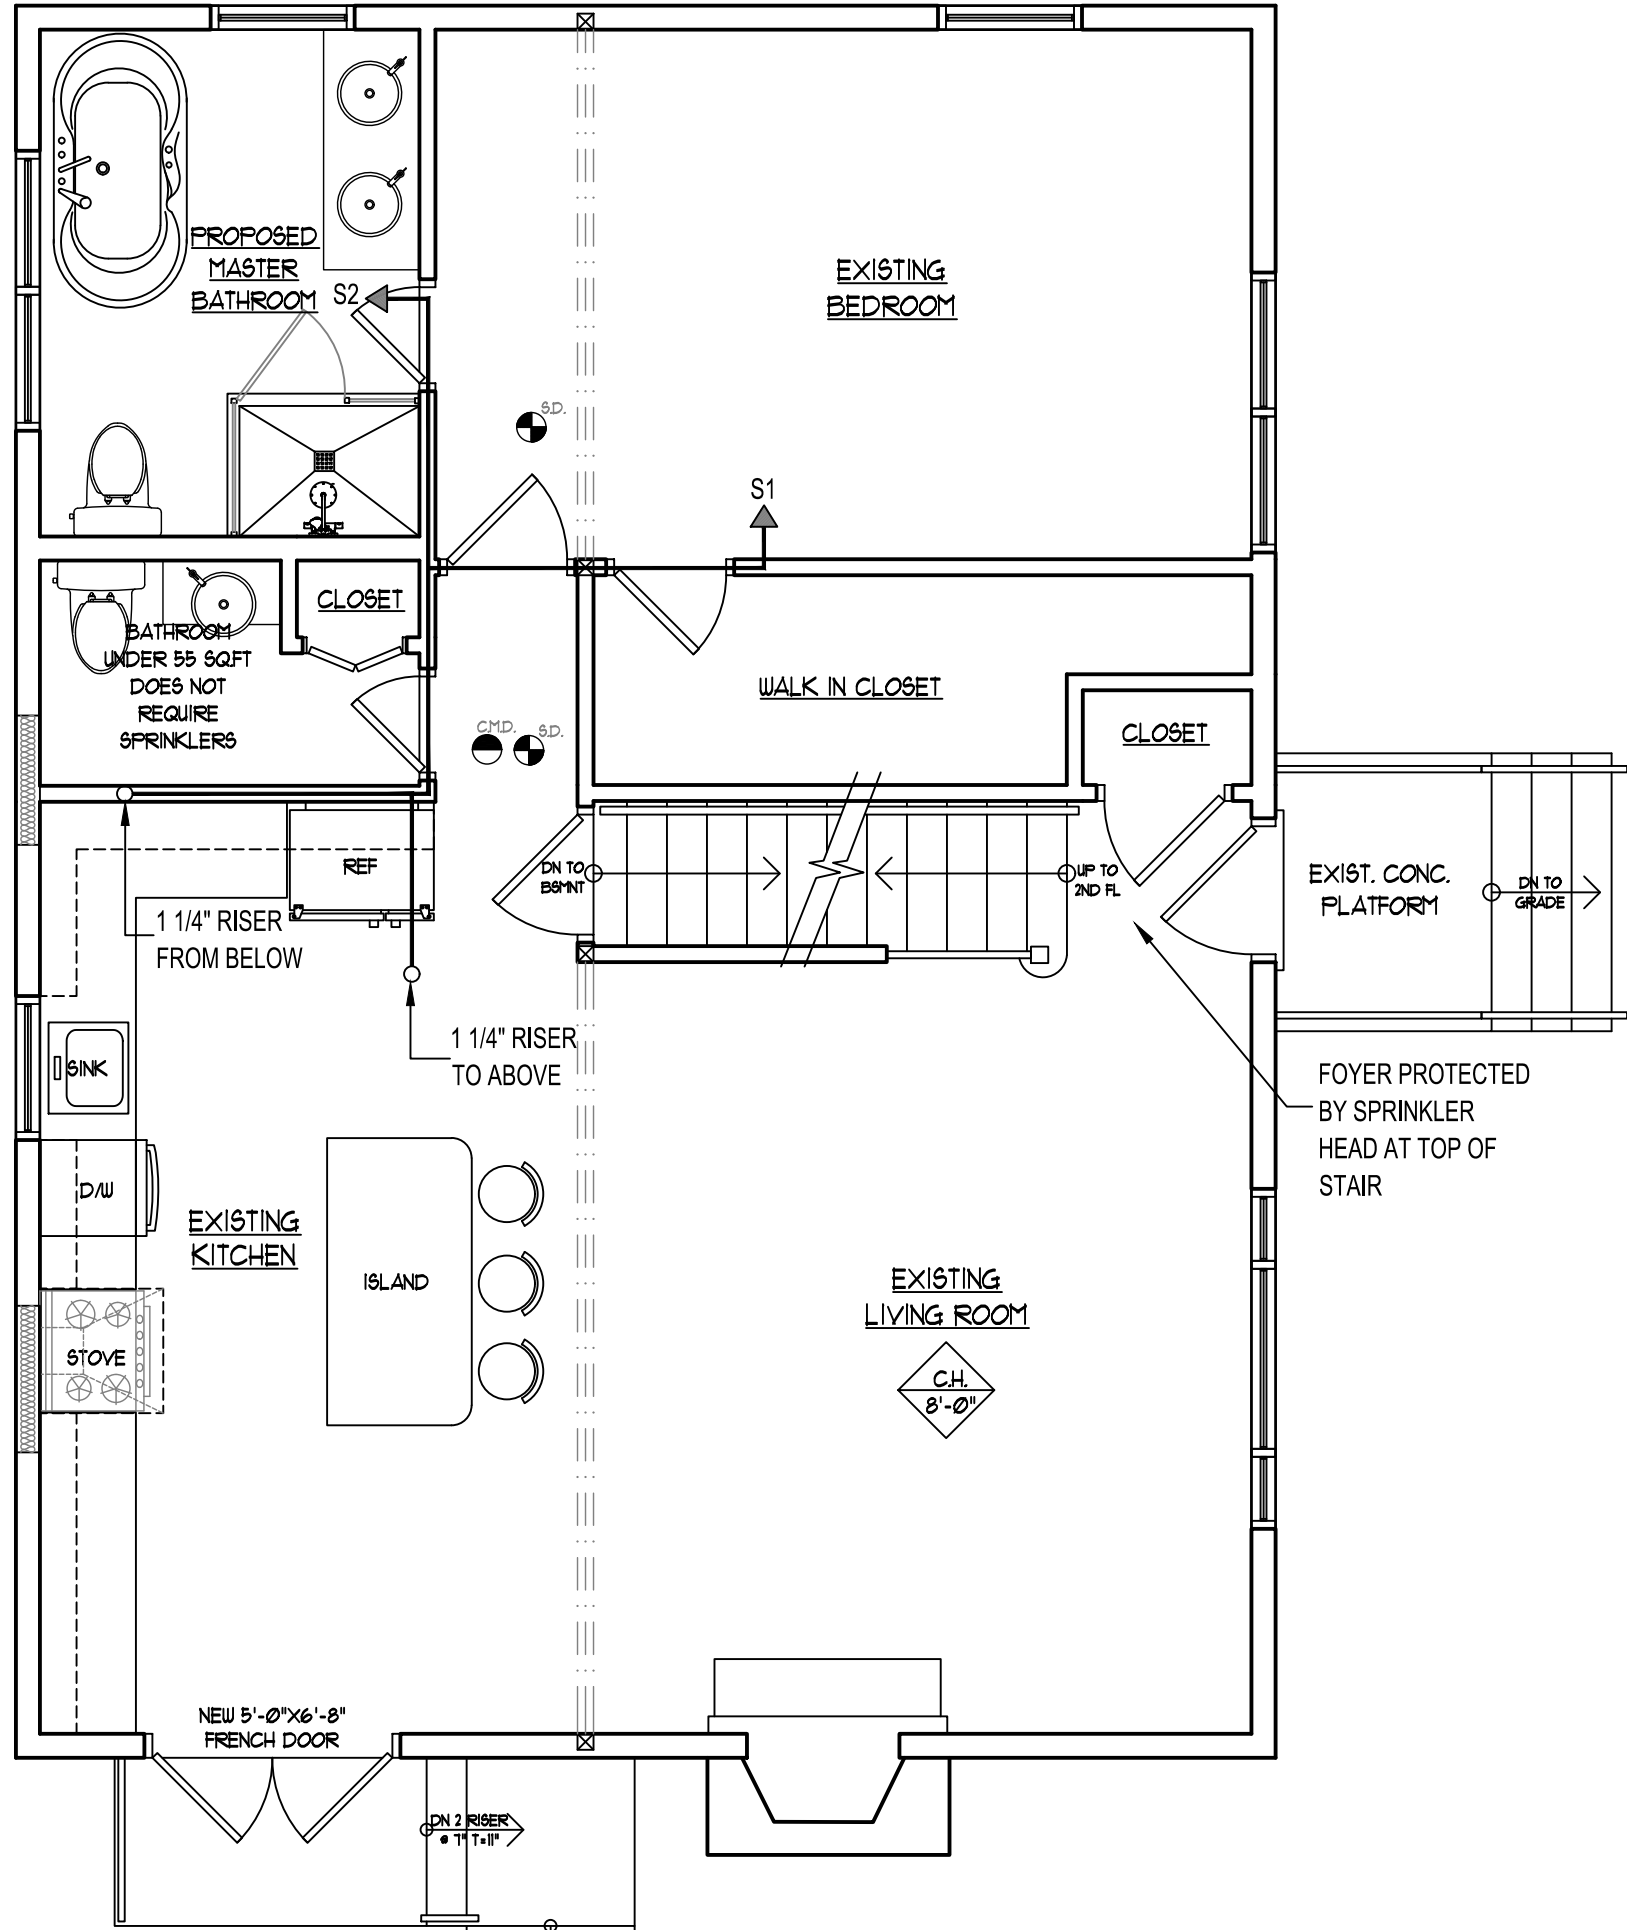 PROPOSED
MASTER
BATHROOM
S2
EXISTING
BEDROOM
S.D.
S1
CLOSET
BATHROOM
UNDER 55 SQ.FT
DOES NOT
REQUIRE
SPRINKLERS
WALK IN CLOSET
C.M.D.
S.D.
CLOSET
REF
DN TO
BSMNT
UP TO
2ND FL
EXIST. CONC.
PLATFORM
DN TO
GRADE
1 1/4" RISER
FROM BELOW
1 1/4" RISER
TO ABOVE
SINK
FOYER PROTECTED
BY SPRINKLER
HEAD AT TOP OF
STAIR
D/W
EXISTING
KITCHEN
ISLAND
EXISTING
LIVING ROOM
STOVE
C.H.
8'-0"
NEW 5'-0"X6'-8"
FRENCH DOOR
DN 2 RISER
@ 7" T=11"